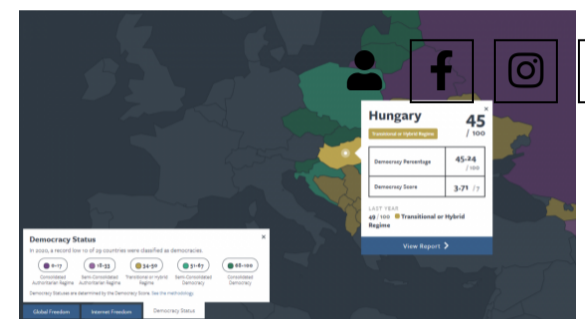 Hungary
×
45
/ 100
Transitional or Hybrid Regime
Democracy Percentage
45.24
/ 100
Democracy Score
3.71 / 7
LAST YEAR
49 / 100 Transitional or Hybrid
Regime
View Report
Democracy Status
×
In 2020, a record low 10 of 29 countries were classified as democracies.
0-17
18-33
34-50
51-67
68-100
Consolidated
Authoritarian Regime
Semi-Consolidated
Authoritarian Regime
Transitional or Hybrid
Regime
Semi-Consolidated
Democracy
Consolidated
Democracy
Democracy Statuses are determined by the Democracy Score. See the methodology.
Global Freedom
Internet Freedom
Democracy Status